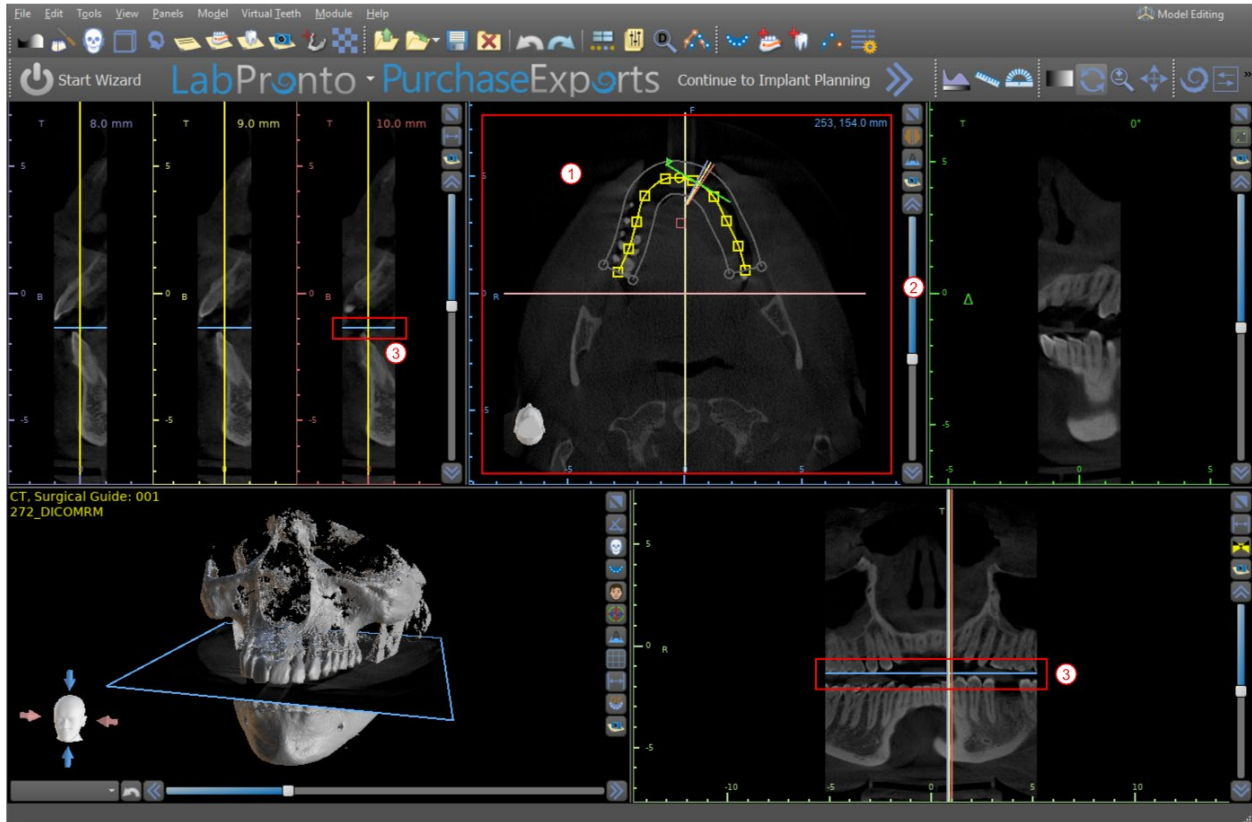 File Edit Tools View Panels Model Virtual Teeth Module Help
Model Editing
Start Wizard LabPronto PurchaseExports Continue to Implant Planning
T 8.0 mm T 9.0 mm T 10.0 mm
5
0 B B B
-5
3
F
253, 154.0 mm
1
5
0 R
2
-5
-5 0 5
T 0°
5
0
Δ
-5
-5 0 5
CT, Surgical Guide: 001
272_DICOMRM
T
5
0 R
3
-5
-10 -5 0 5 10